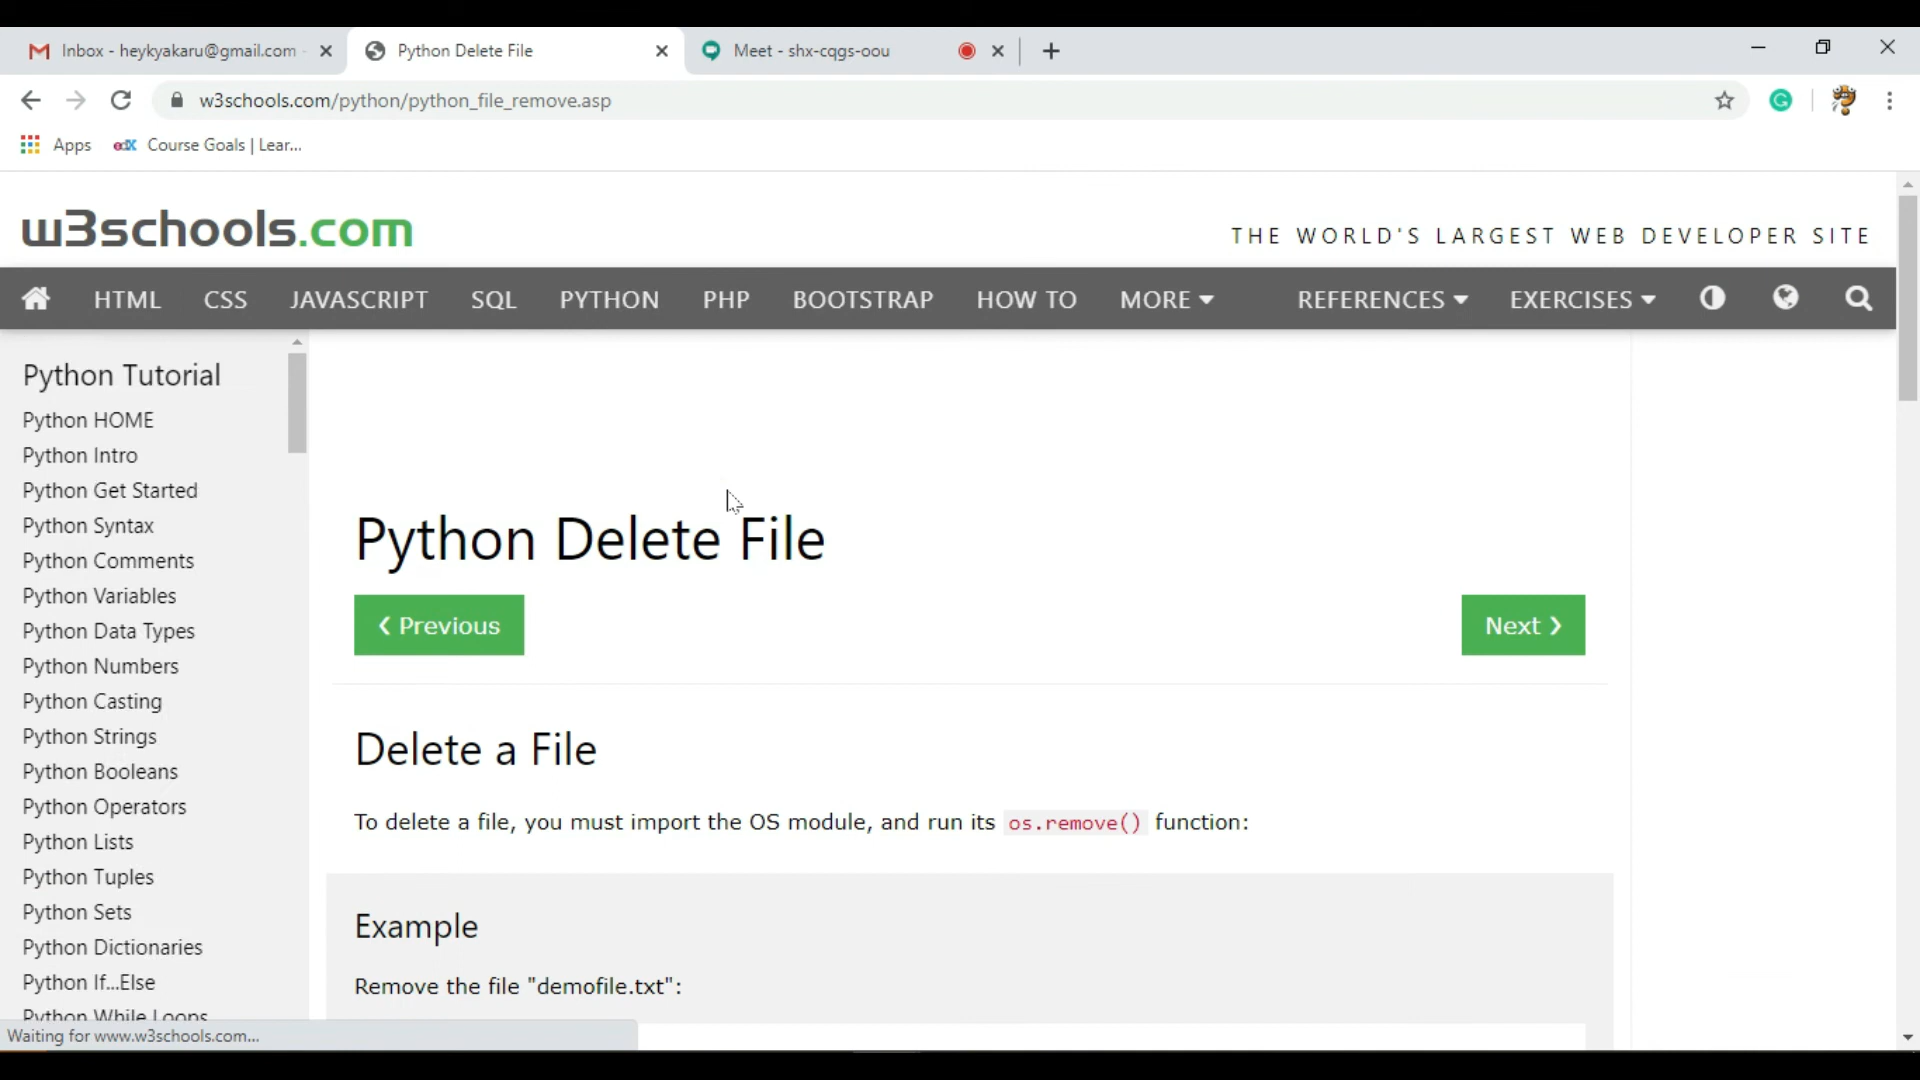 Inbox - heykyakaru@gmail.com -
Python Delete File
Meet - shx-cqgs-oou
w3schools.com/python/python_file_remove.asp
Apps
edX Course Goals | Lear...
w3schools.com
THE WORLD'S LARGEST WEB DEVELOPER SITE
HTML CSS JAVASCRIPT SQL PYTHON PHP BOOTSTRAP HOW TO MORE REFERENCES EXERCISES
Python Tutorial
Python HOME
Python Intro
Python Get Started
Python Syntax
Python Comments
Python Variables
Python Data Types
Python Numbers
Python Casting
Python Strings
Python Booleans
Python Operators
Python Lists
Python Tuples
Python Sets
Python Dictionaries
Python If...Else
Python While Loops
Python Delete File
❮ Previous
Next ❯
Delete a File
To delete a file, you must import the OS module, and run its os.remove() function:
Example
Remove the file "demofile.txt":
Waiting for www.w3schools.com...